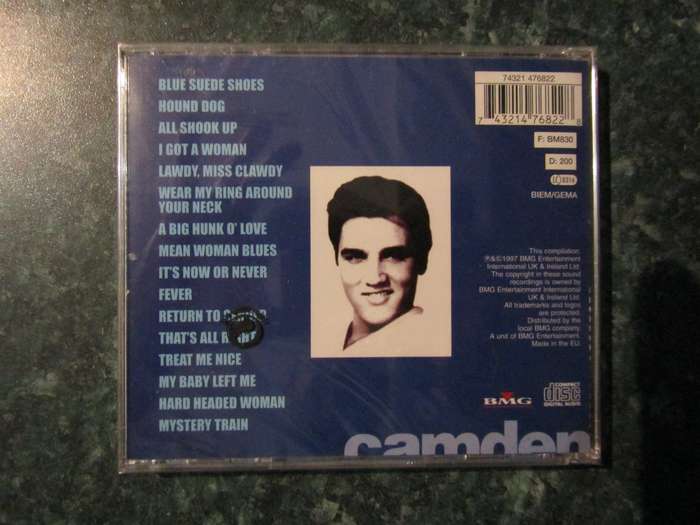 BLUE SUEDE SHOES
HOUND DOG
ALL SHOOK UP
I GOT A WOMAN
LAWDY, MISS CLAWDY
WEAR MY RING AROUND
YOUR NECK
A BIG HUNK O' LOVE
MEAN WOMAN BLUES
IT'S NOW OR NEVER
FEVER
RETURN TO
THAT'S ALL
TREAT ME NICE
MY BABY LEFT ME
HARD HEADED WOMAN
MYSTERY TRAIN
74321 476822
7 43214 76822 8
F: BM830
D: 200
LC 0316
BIEM/GEMA
This compilation:
℗&©1997 BMG Entertainment
International UK & Ireland Ltd.
The copyright in these sound
recordings is owned by
BMG Entertainment International
UK & Ireland Ltd.
All trademarks and logos
are protected.
Distributed by the
local BMG company.
A unit of BMG Entertainment.
Made in the EU.
BMG
COMPACT
disc
DIGITAL AUDIO
camden